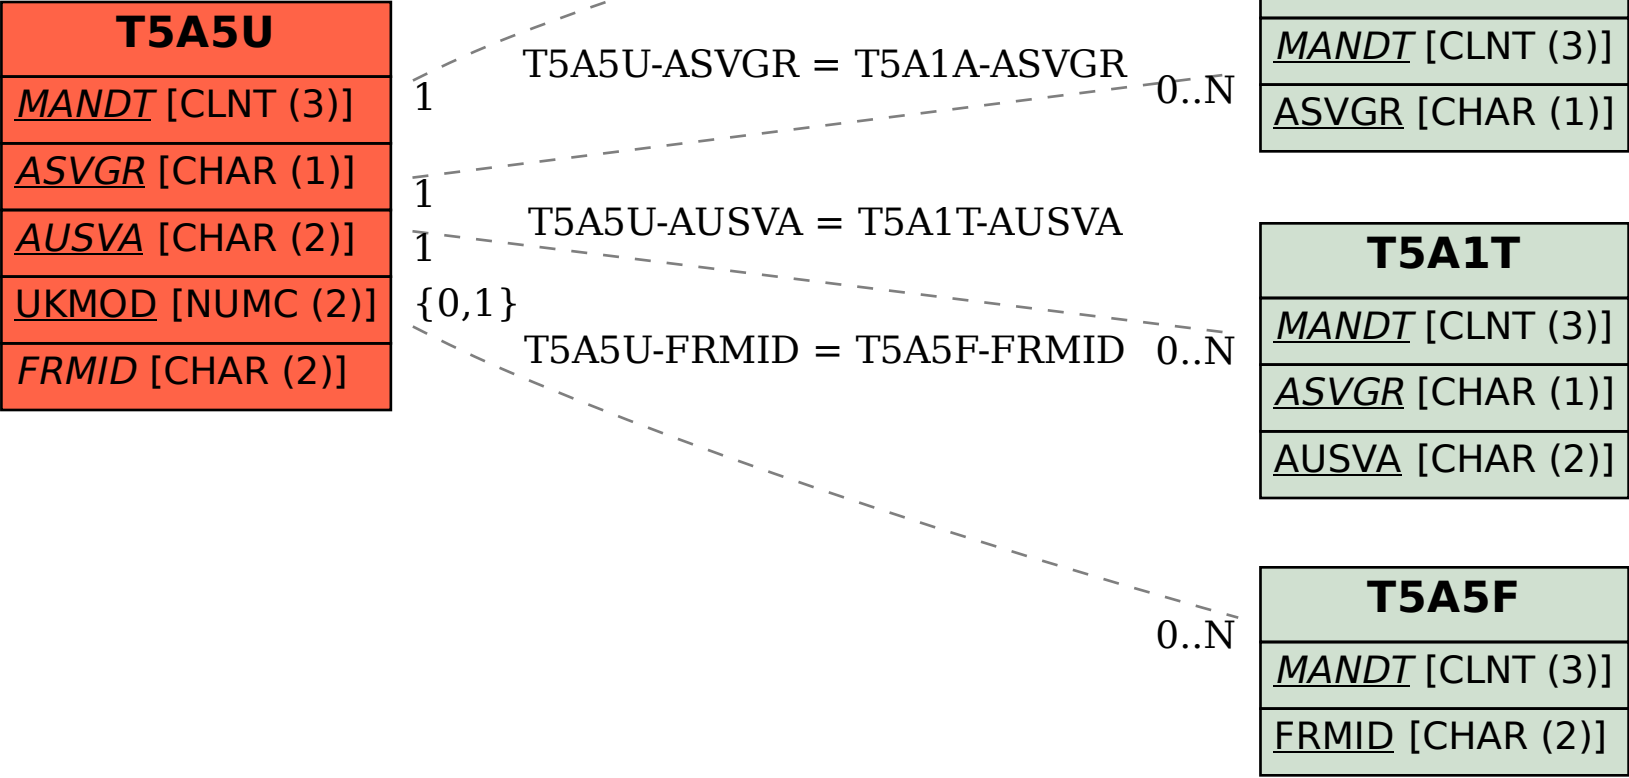 T5A5U
MANDT [CLNT (3)]
ASVGR [CHAR (1)]
AUSVA [CHAR (2)]
UKMOD [NUMC (2)]
FRMID [CHAR (2)]
1
1
1
{0,1}
T5A5U-ASVGR = T5A1A-ASVGR
0..N
T5A5U-AUSVA = T5A1T-AUSVA
T5A5U-FRMID = T5A5F-FRMID
0..N
0..N
MANDT [CLNT (3)]
ASVGR [CHAR (1)]
T5A1T
MANDT [CLNT (3)]
ASVGR [CHAR (1)]
AUSVA [CHAR (2)]
T5A5F
MANDT [CLNT (3)]
FRMID [CHAR (2)]